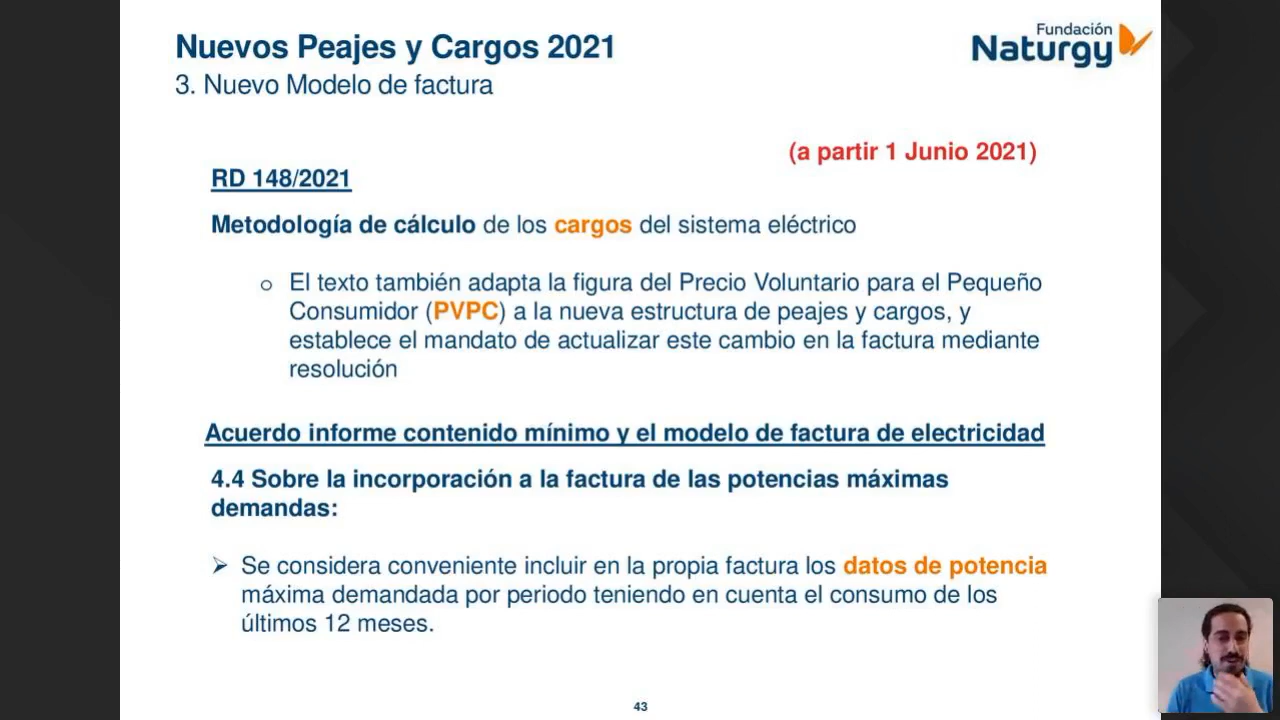 Nuevos Peajes y Cargos 2021
3. Nuevo Modelo de factura
Fundación
Naturgy
(a partir 1 Junio 2021)
RD 148/2021
Metodología de cálculo de los cargos del sistema eléctrico
o El texto también adapta la figura del Precio Voluntario para el Pequeño
Consumidor (PVPC) a la nueva estructura de peajes y cargos, y
establece el mandato de actualizar este cambio en la factura mediante
resolución
Acuerdo informe contenido mínimo y el modelo de factura de electricidad
4.4 Sobre la incorporación a la factura de las potencias máximas
demandas:
➢ Se considera conveniente incluir en la propia factura los datos de potencia
máxima demandada por periodo teniendo en cuenta el consumo de los
últimos 12 meses.
43